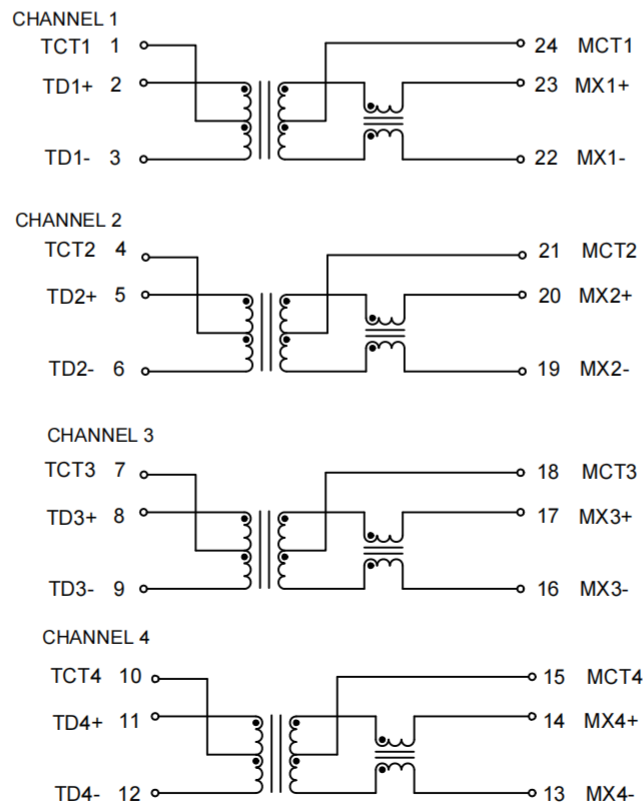 CHANNEL 1
TCT1 1 24 MCT1
TD1+ 2 23 MX1+
TD1- 3 22 MX1-
CHANNEL 2
TCT2 4 21 MCT2
TD2+ 5 20 MX2+
TD2- 6 19 MX2-
CHANNEL 3
TCT3 7 18 MCT3
TD3+ 8 17 MX3+
TD3- 9 16 MX3-
CHANNEL 4
TCT4 10 15 MCT4
TD4+ 11 14 MX4+
TD4- 12 13 MX4-